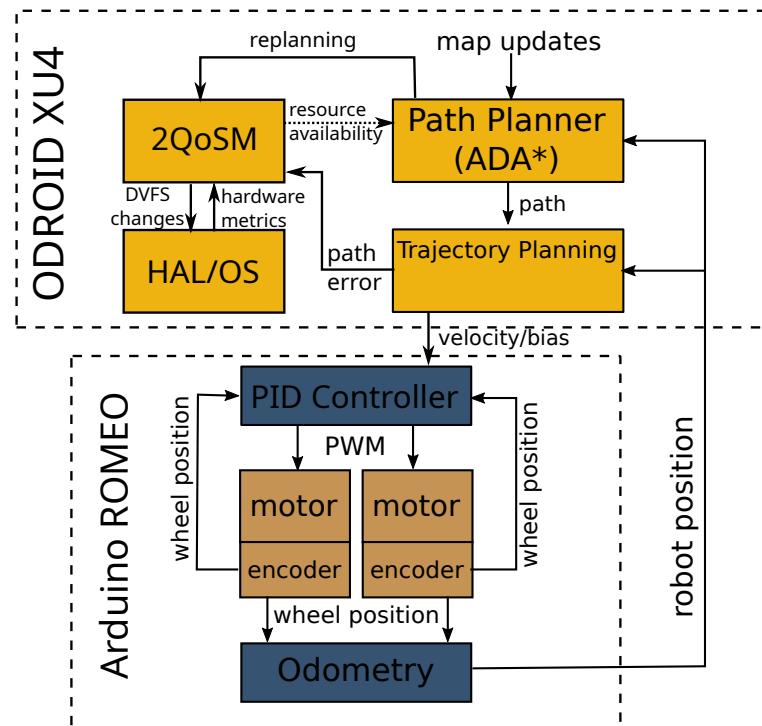 ODROID XU4
replanning
map updates
2QoSM
resource
availability
Path Planner
(ADA*)
DVFS
changes
hardware
metrics
path
HAL/OS
path
error
Trajectory Planning
velocity/bias
Arduino ROMEO
PID Controller
wheel position
PWM
wheel position
motor
motor
encoder
encoder
wheel position
Odometry
robot position